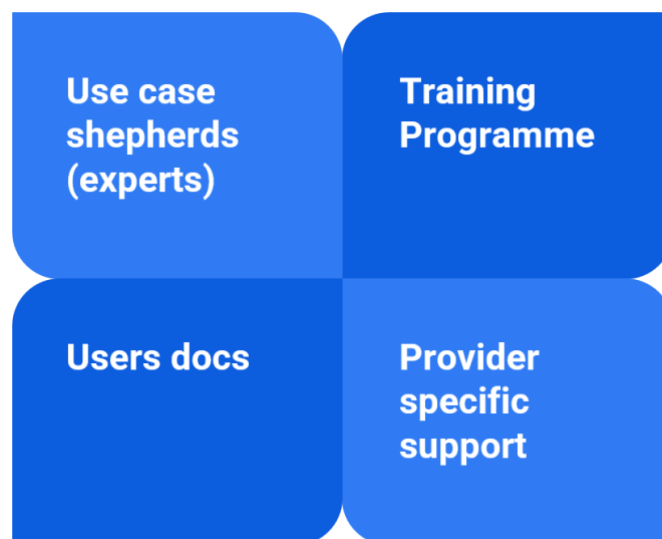 Use case
shepherds
(experts)
Training
Programme
Users docs
Provider
specific
support